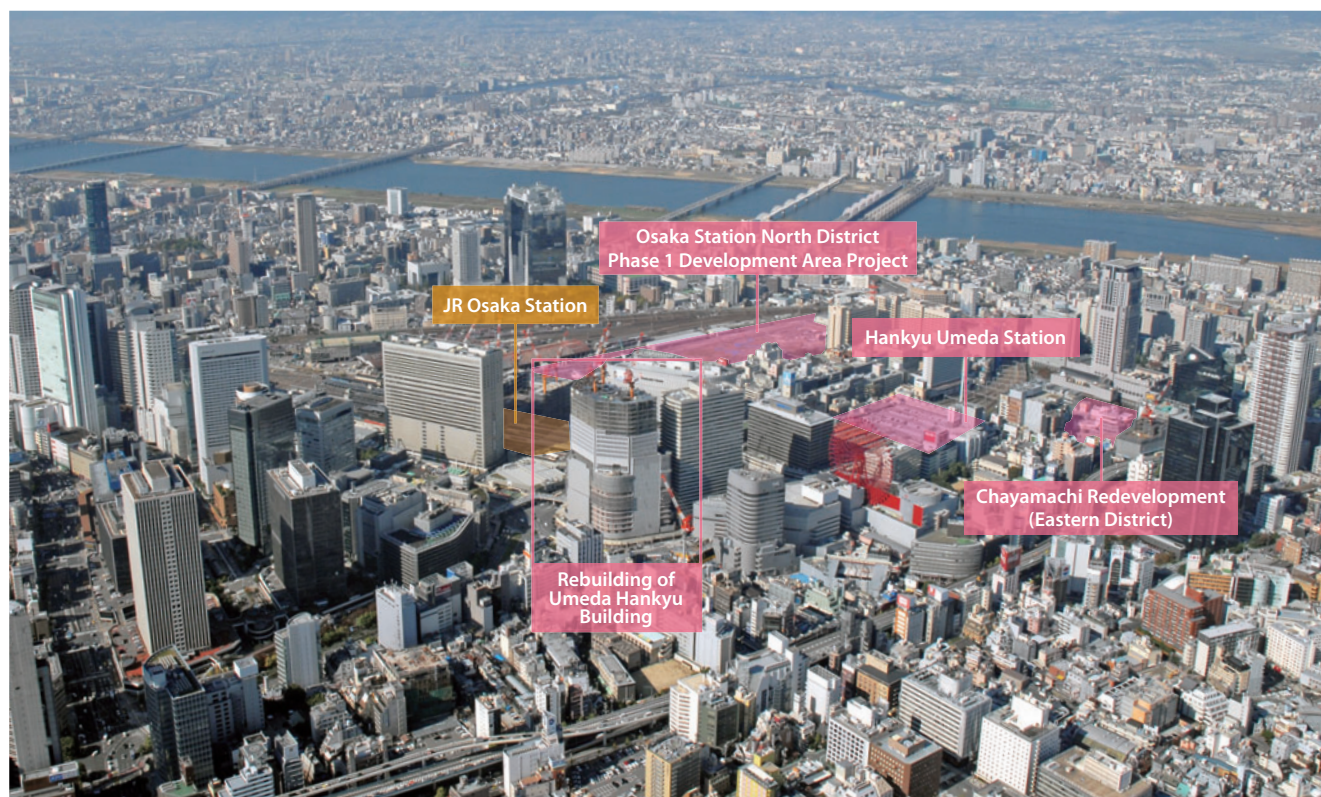 Osaka Station North District
Phase 1 Development Area Project
JR Osaka Station
Hankyu Umeda Station
Chayamachi Redevelopment
(Eastern District)
Rebuilding of
Umeda Hankyu
Building